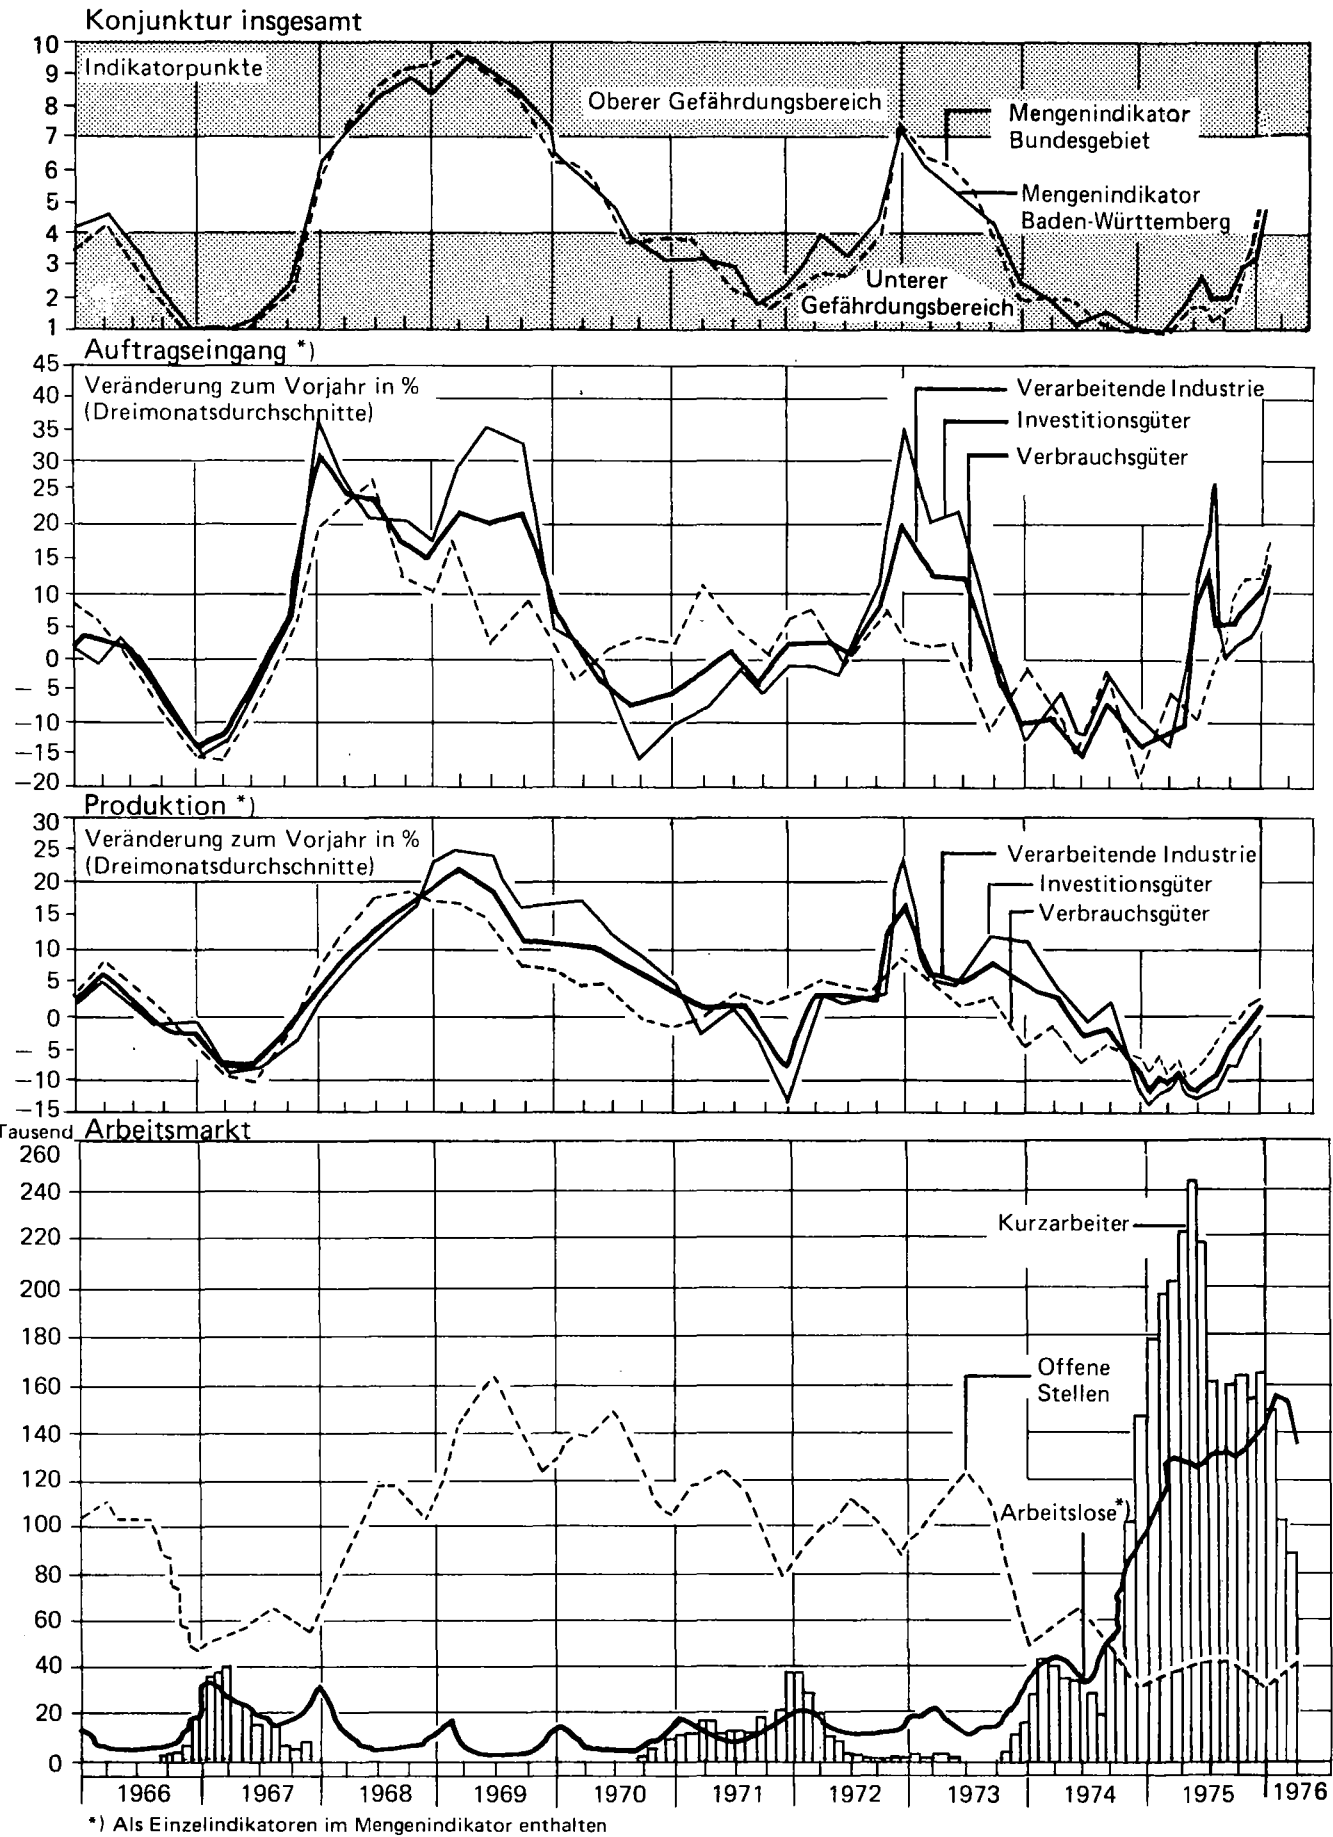 Konjunktur insgesamt
10
9
8
7
6
5
4
3
2
1
Indikatorpunkte
Oberer Gefährdungsbereich
Mengenindikator
Bundesgebiet
Mengenindikator
Baden-Württemberg
Unterer
Gefährdungsbereich
Auftragseingang *)
45
40
35
30
25
20
15
10
5
0
– 5
–10
–15
–20
Veränderung zum Vorjahr in %
(Dreimonatsdurchschnitte)
Verarbeitende Industrie
Investitionsgüter
Verbrauchsgüter
Produktion *)
30
25
20
15
10
5
0
– 5
–10
–15
Veränderung zum Vorjahr in %
(Dreimonatsdurchschnitte)
Verarbeitende Industrie
Investitionsgüter
Verbrauchsgüter
Tausend Arbeitsmarkt
260
240
220
200
180
160
140
120
100
80
60
40
20
0
Kurzarbeiter
Offene
Stellen
Arbeitslose*)
1966 1967 1968 1969 1970 1971 1972 1973 1974 1975 1976
*) Als Einzelindikatoren im Mengenindikator enthalten